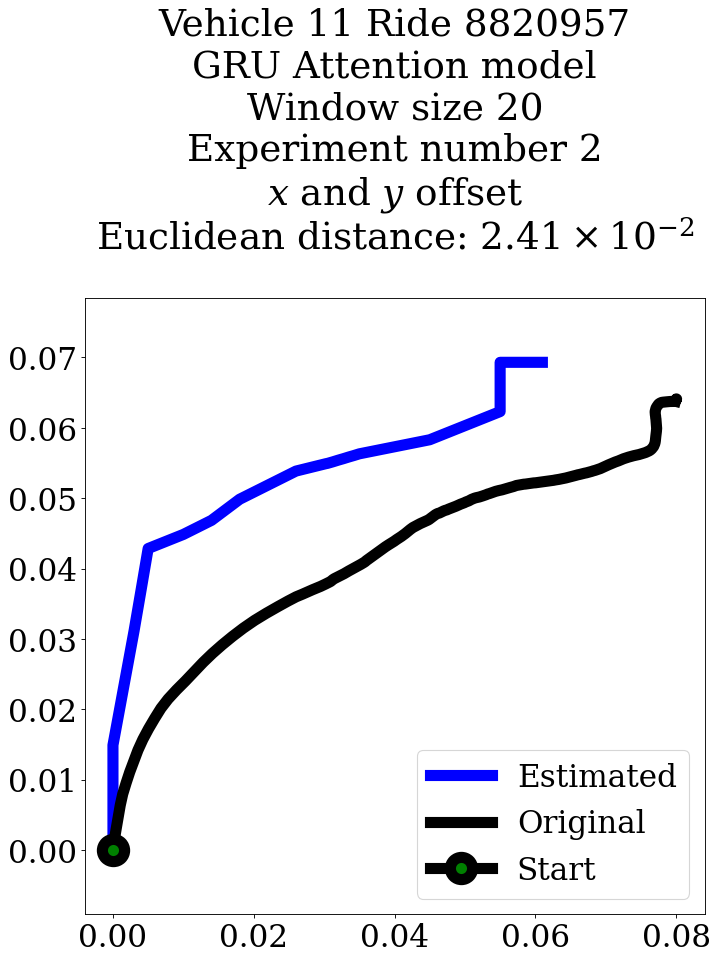 Vehicle 11 Ride 8820957
GRU Attention model
Window size 20
Experiment number 2
x and y offset
Euclidean distance: 2.41 × 10⁻²
0.07
0.06
0.05
0.04
0.03
0.02
0.01
0.00
Estimated
Original
Start
0.00 0.02 0.04 0.06 0.08